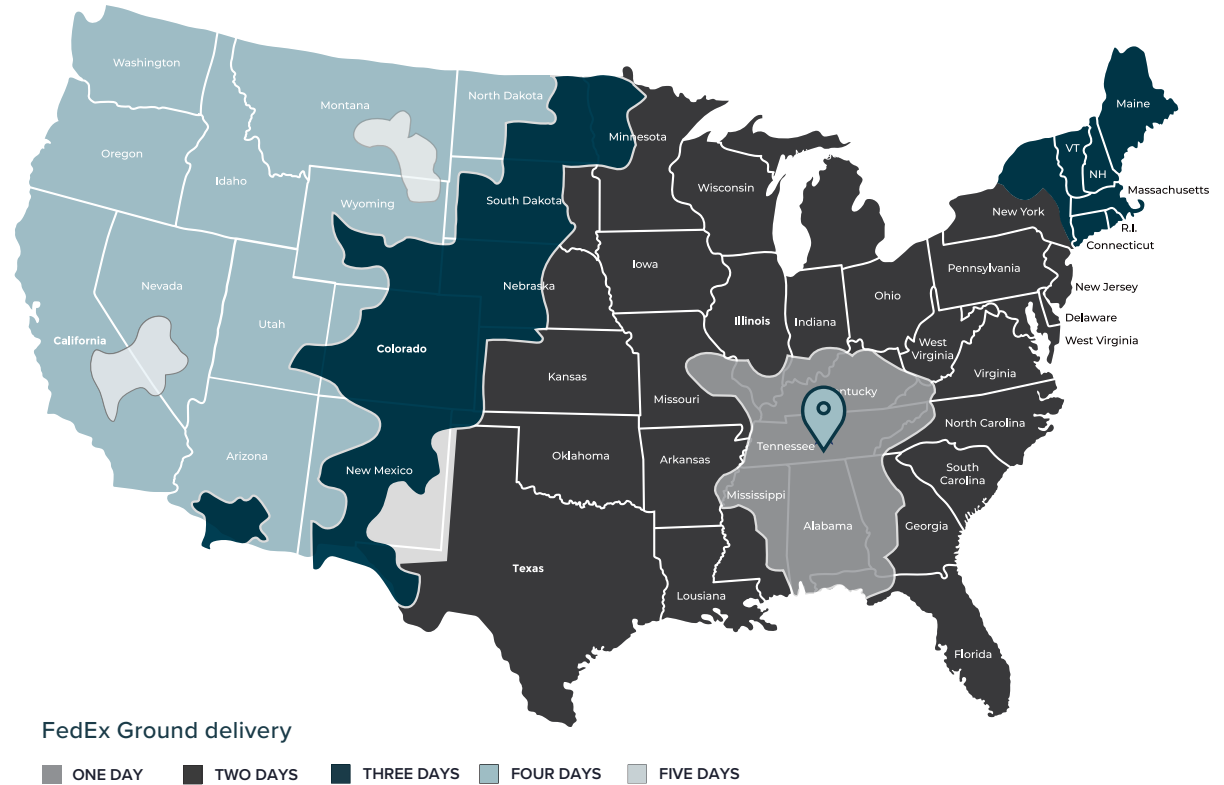 Washington
Montana
North Dakota
Minnesota
Maine
Oregon
Idaho
VT
NH
Massachusetts
Wisconsin
South Dakota
Wyoming
New York
R.I.
Connecticut
Iowa
Pennsylvania
Nevada
Nebraska
Ohio
New Jersey
Utah
Illinois
Indiana
Delaware
California
Colorado
West
Virginia
West Virginia
Kansas
Virginia
Missouri
ntucky
North Carolina
Arizona
New Mexico
Oklahoma
Arkansas
Tennessee
South
Carolina
Mississippi
Alabama
Georgia
Texas
Lousiana
Florida
FedEx Ground delivery
ONE DAY
TWO DAYS
THREE DAYS
FOUR DAYS
FIVE DAYS